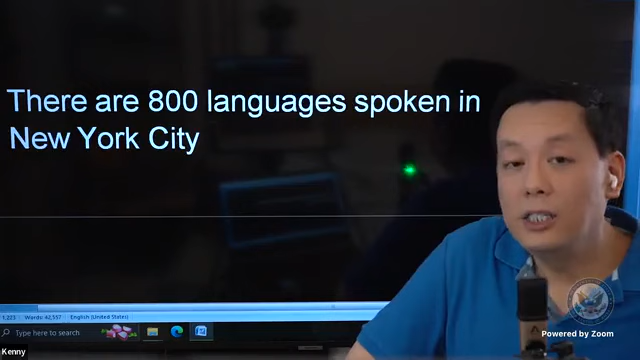 There are 800 languages spoken in
New York City
1,223 Words: 42,557 English (United States)
Type here to search
Kenny
Powered by Zoom